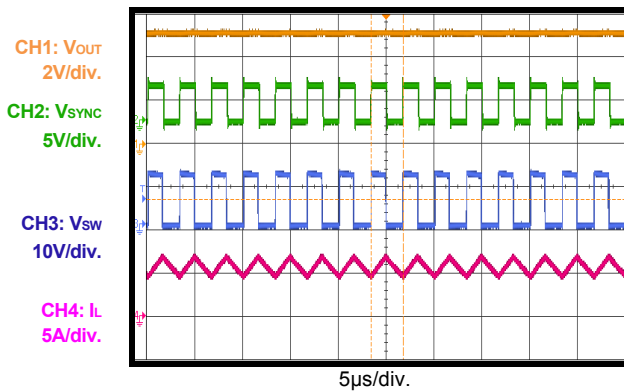 CH1: VOUT
2V/div.
CH2: VSYNC
5V/div.
CH3: VSW
10V/div.
CH4: IL
5A/div.
5µs/div.